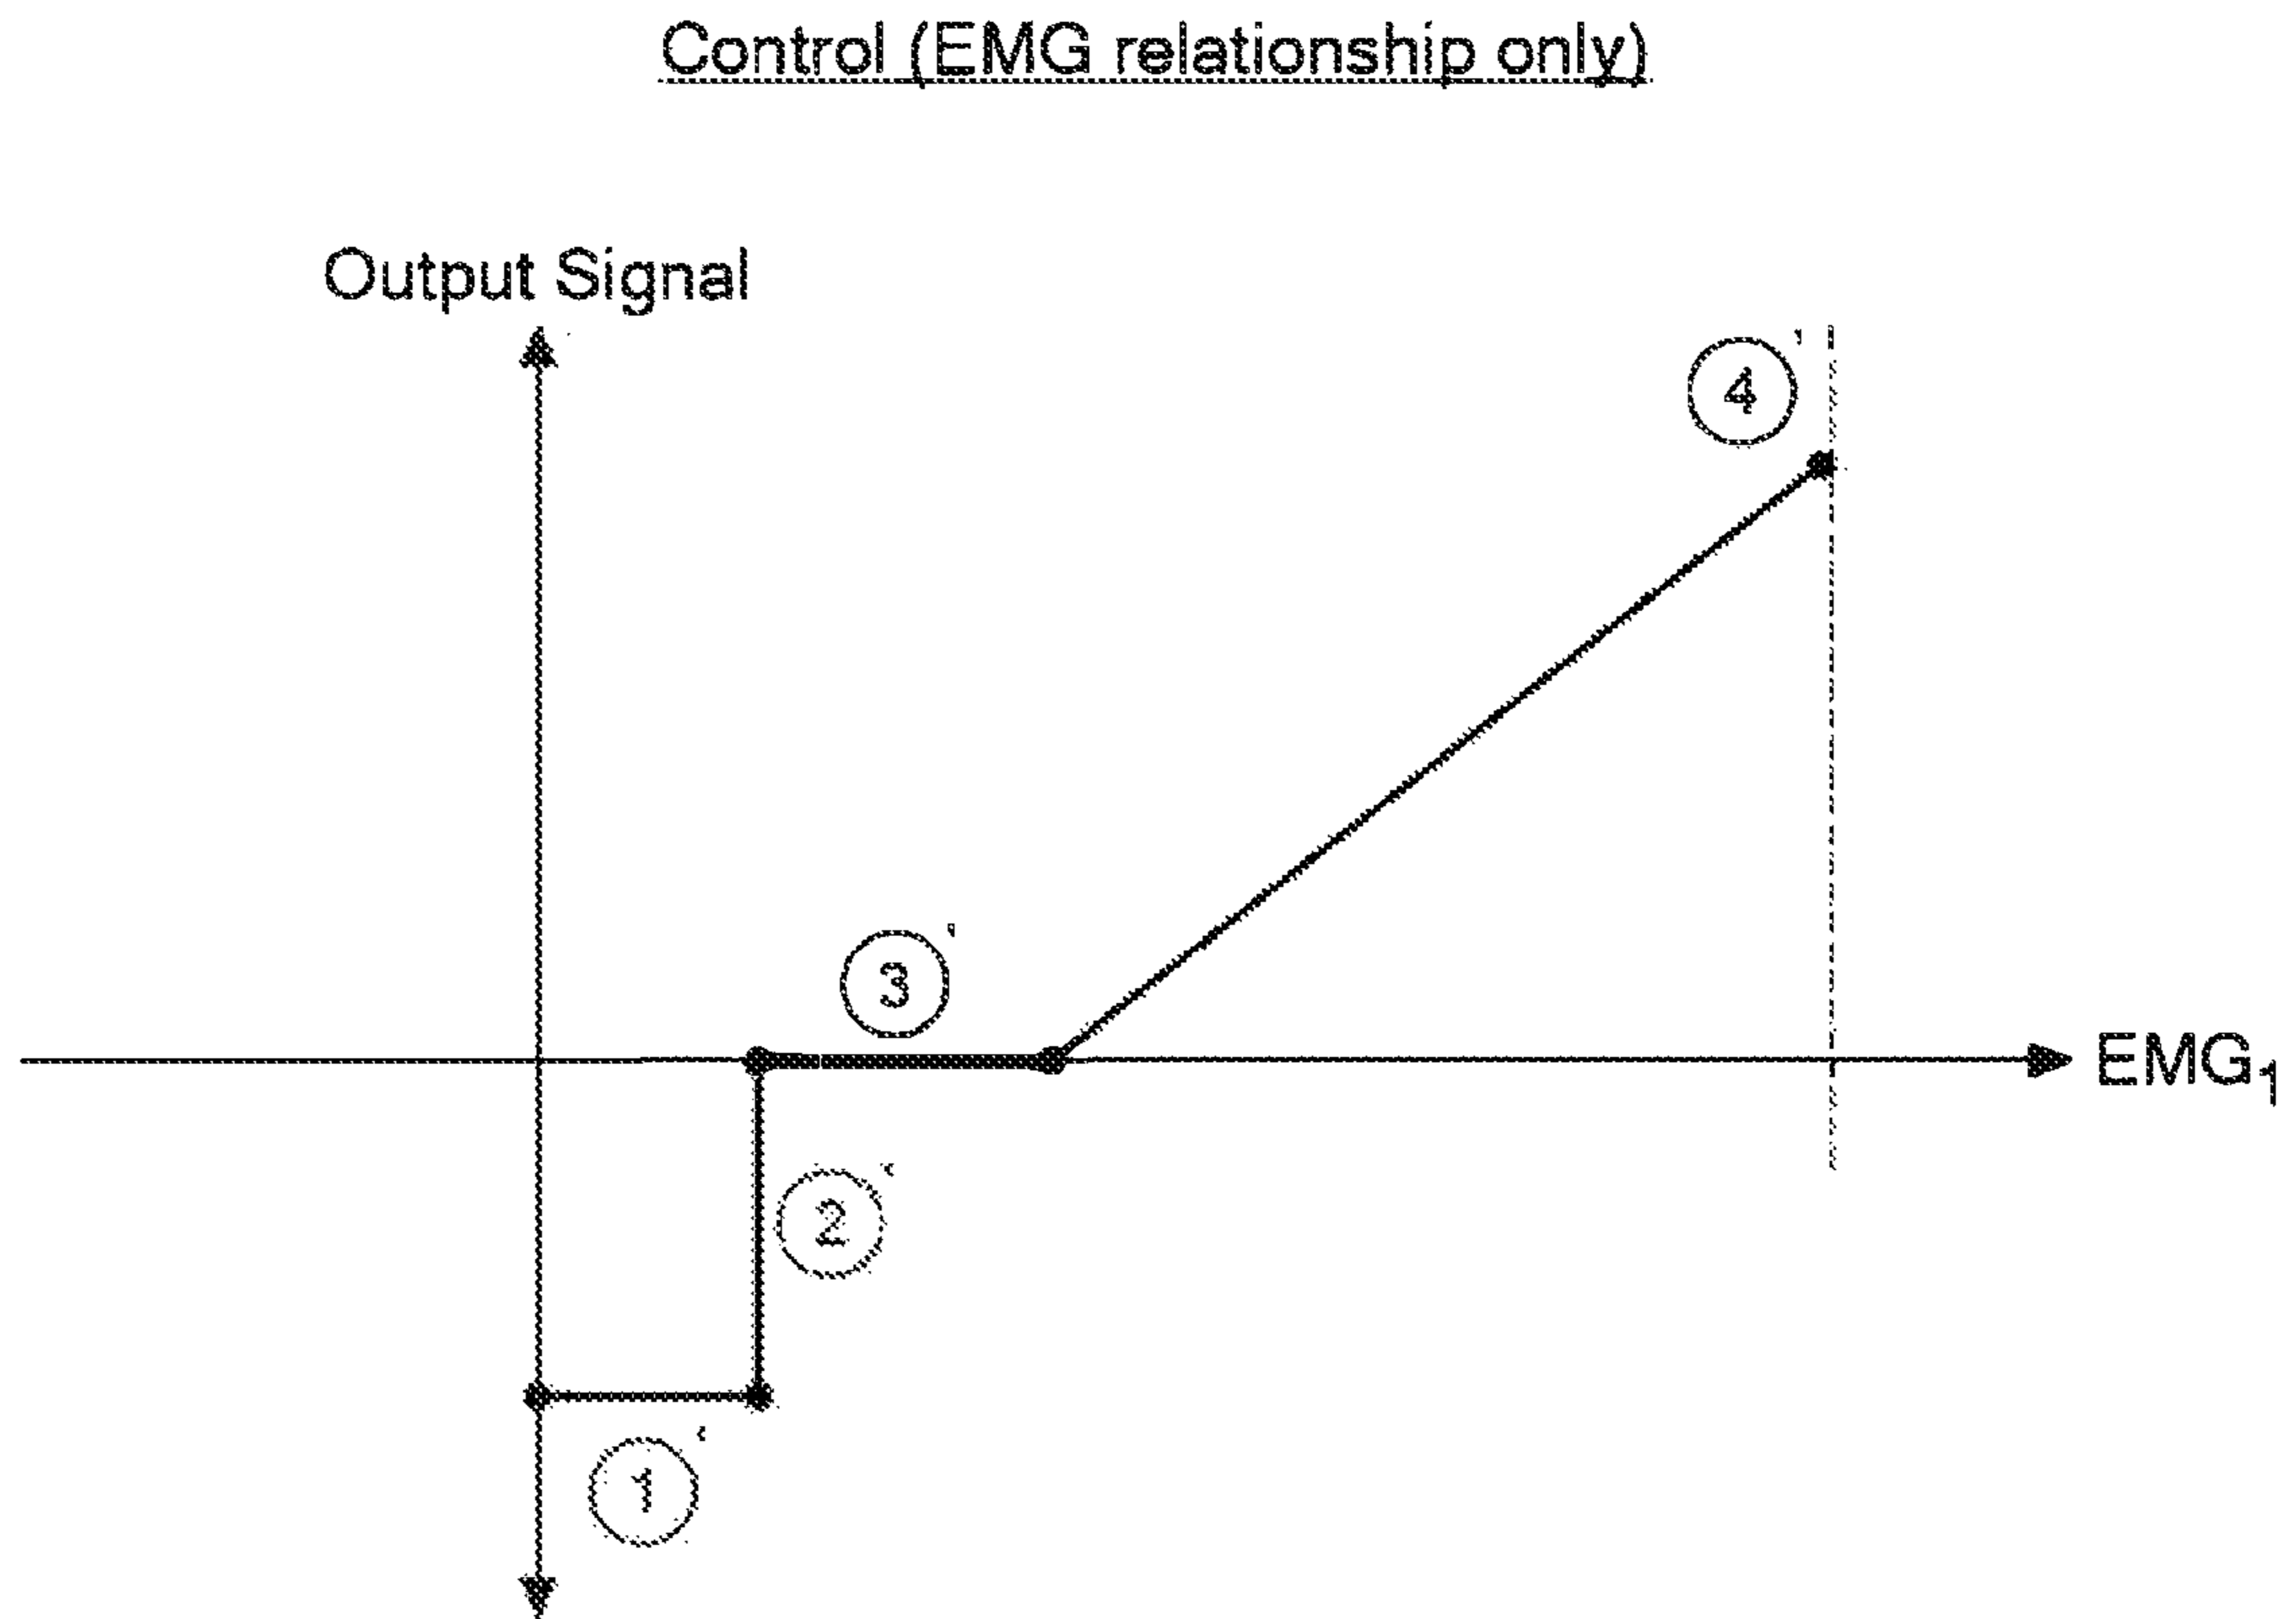 Control (EMG relationship only)
Output Signal
4'
3'
EMG₁
2'
1'